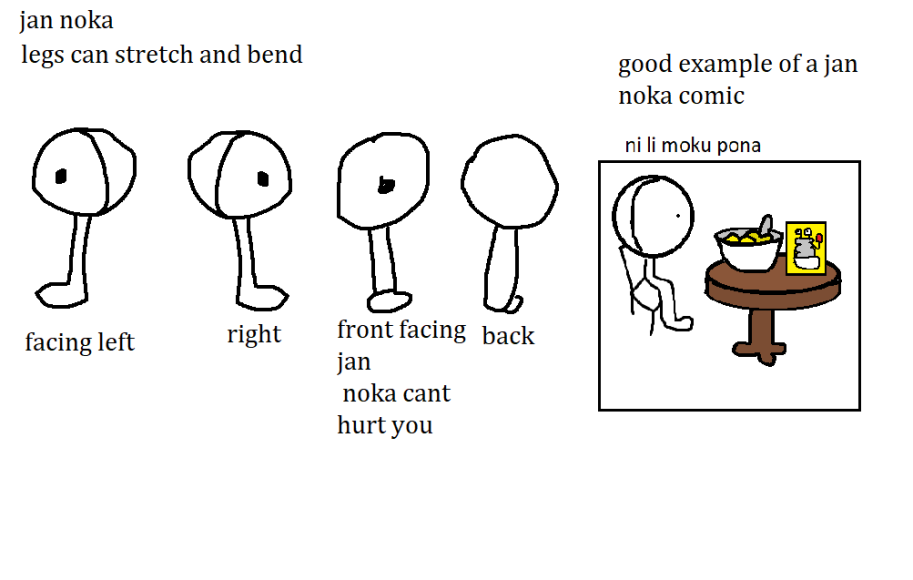 jan noka
legs can stretch and bend
good example of a jan
noka comic
ni li moku pona
facing left
right
front facing
jan
noka cant
hurt you
back